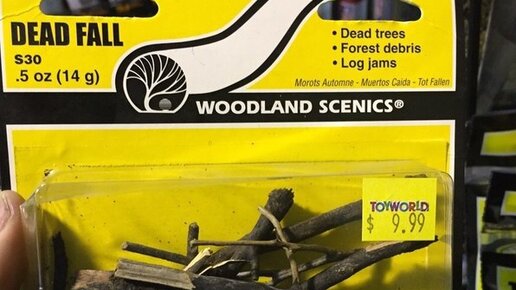 DEAD FALL
S30
.5 oz (14 g)
• Dead trees
• Forest debris
• Log jams
Morots Automne - Muertos Caida - Tot Fallen
WOODLAND SCENICS®
TOYWORLD
$ 9.99